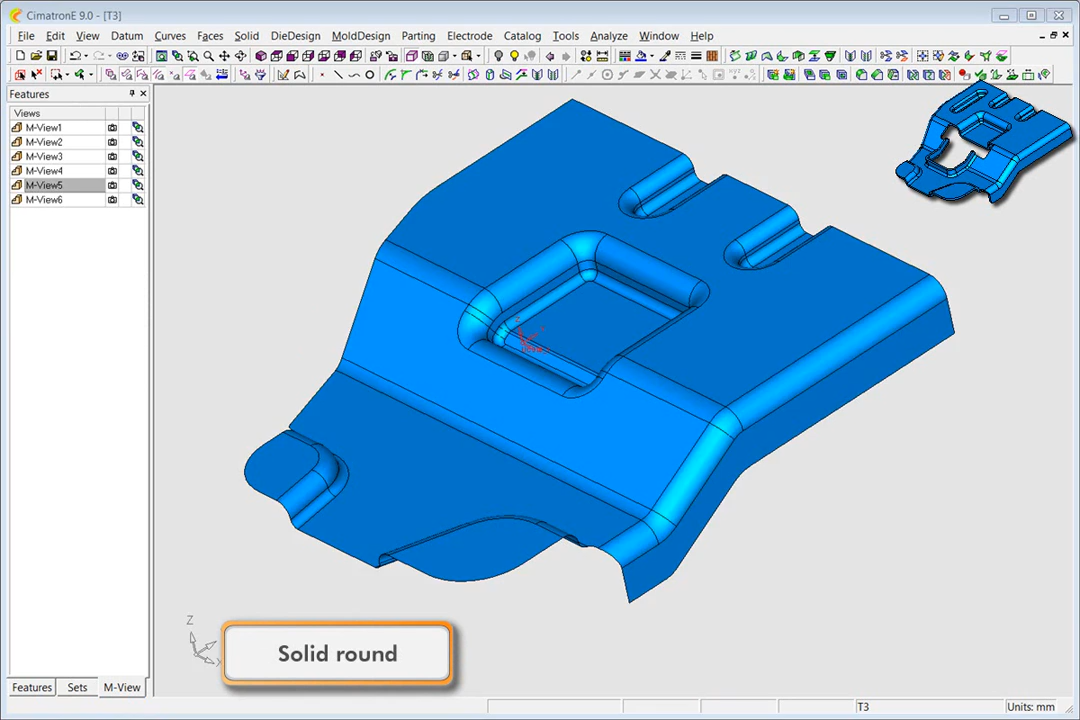 CimatronE 9.0 - [T3]
File Edit View Datum Curves Faces Solid DieDesign MoldDesign Parting Electrode Catalog Tools Analyze Window Help
Features
Views
M-View1
M-View2
M-View3
M-View4
M-View5
M-View6
Z
X
Solid round
Features Sets M-View
T3 Units: mm